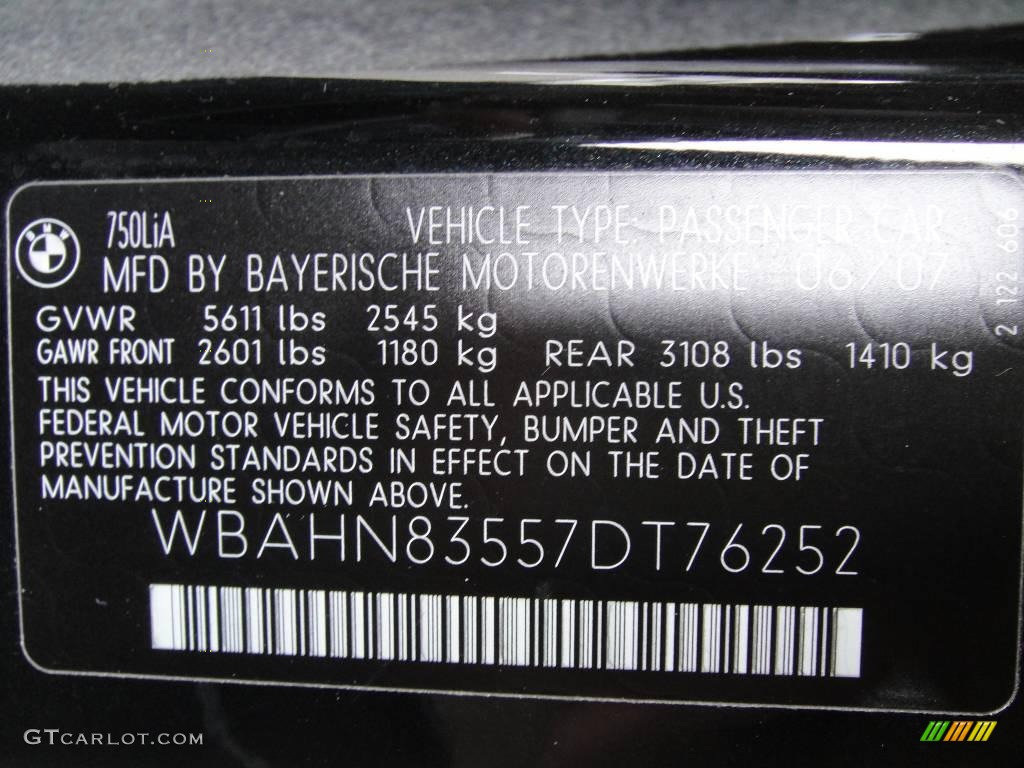 BMW
750LiA VEHICLE TYPE: PASSENGER CAR
MFD BY BAYERISCHE MOTORENWERKE 06/07
GVWR 5611 lbs 2545 kg
GAWR FRONT 2601 lbs 1180 kg REAR 3108 lbs 1410 kg
THIS VEHICLE CONFORMS TO ALL APPLICABLE U.S.
FEDERAL MOTOR VEHICLE SAFETY, BUMPER AND THEFT
PREVENTION STANDARDS IN EFFECT ON THE DATE OF
MANUFACTURE SHOWN ABOVE.
WBAHN83557DT76252
2 122 606
GTCARLOT.COM